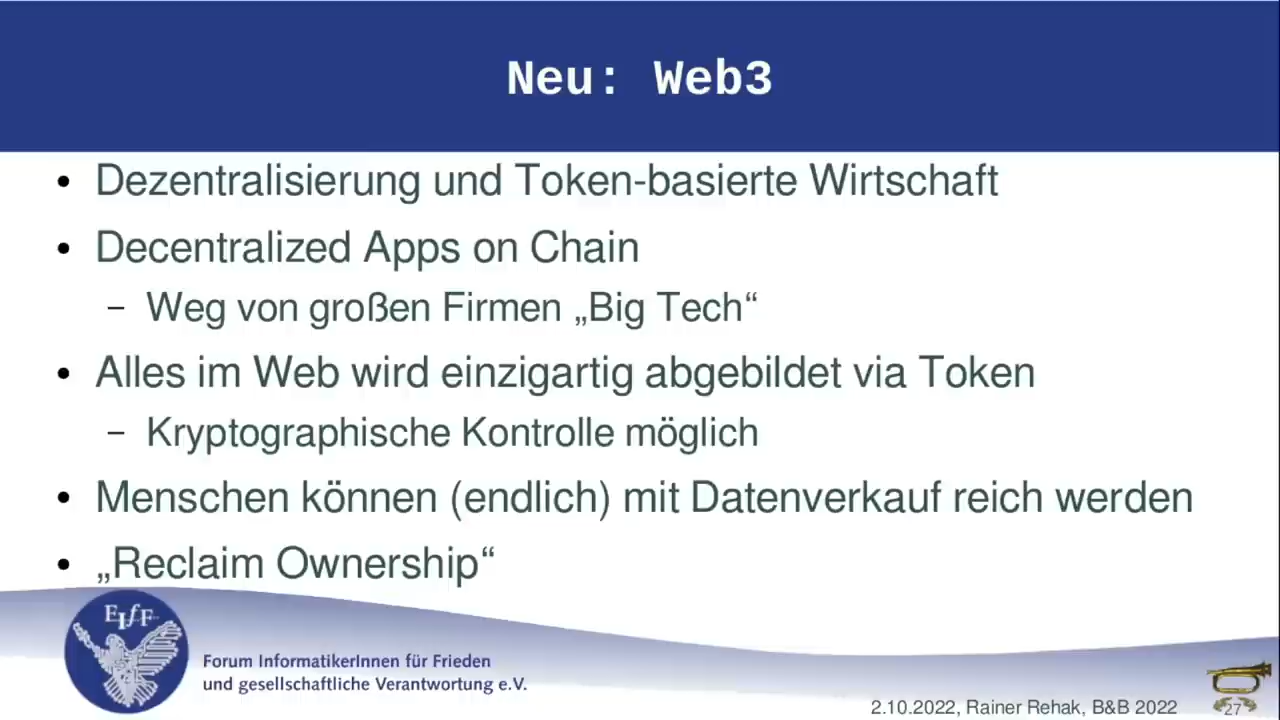 Neu: Web3
• Dezentralisierung und Token-basierte Wirtschaft
• Decentralized Apps on Chain
– Weg von großen Firmen „Big Tech“
• Alles im Web wird einzigartig abgebildet via Token
– Kryptographische Kontrolle möglich
• Menschen können (endlich) mit Datenverkauf reich werden
• „Reclaim Ownership“
FIfF
Forum InformatikerInnen für Frieden
und gesellschaftliche Verantwortung e.V.
2.10.2022, Rainer Rehak, B&B 2022
27